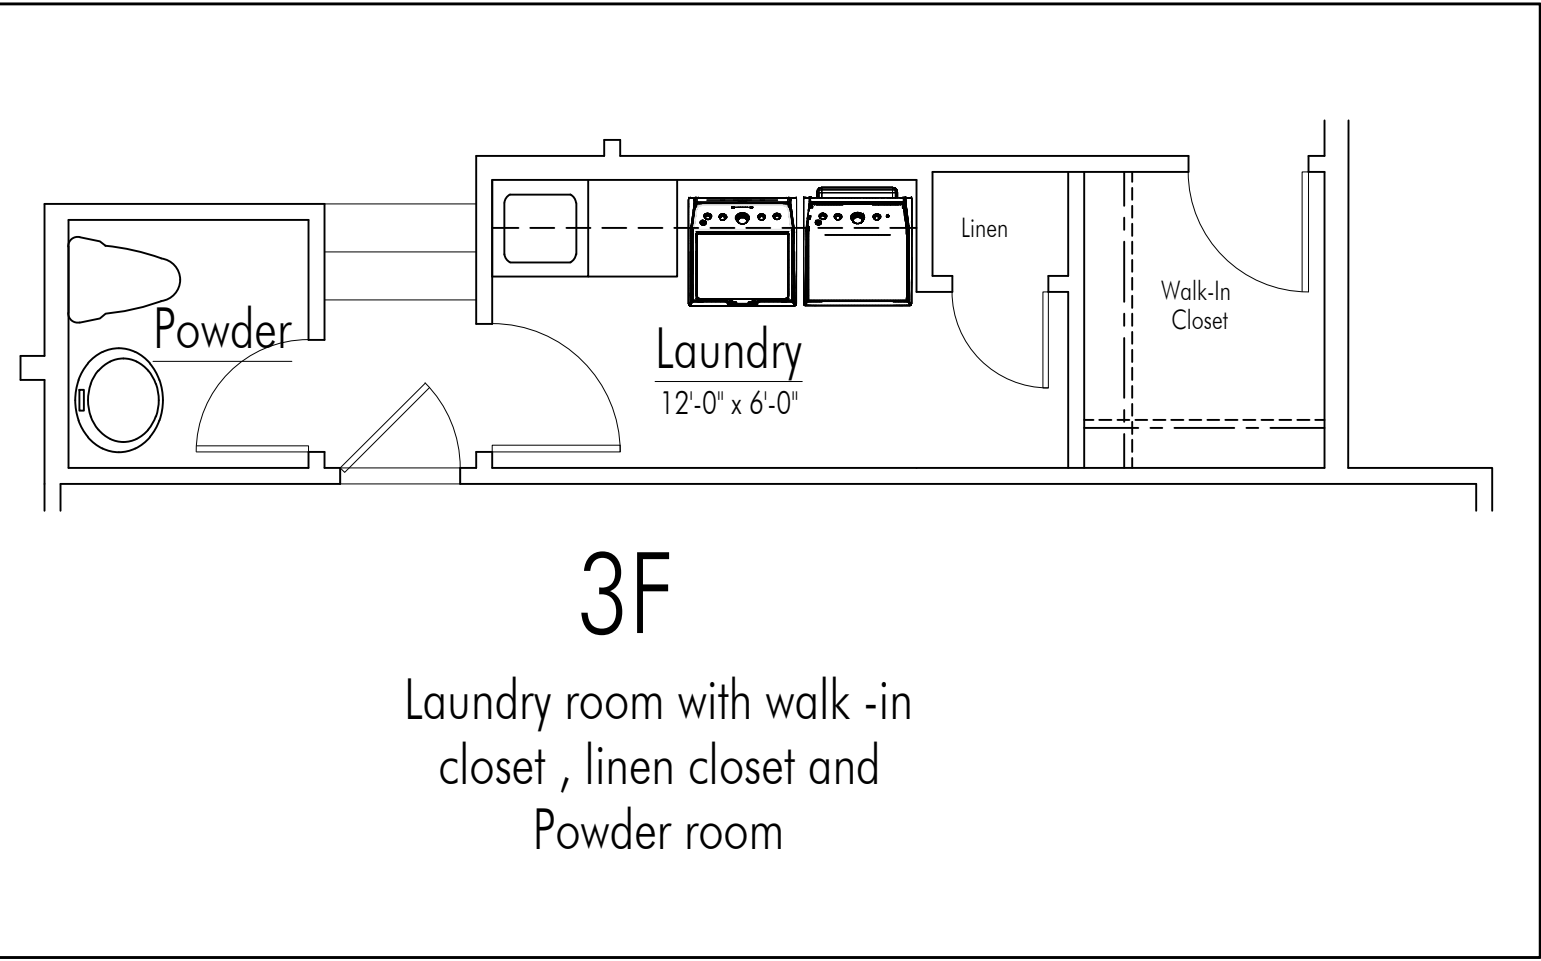 Powder
Laundry
12'-0" x 6'-0"
Linen
Walk-In
Closet
3F
Laundry room with walk -in
closet , linen closet and
Powder room